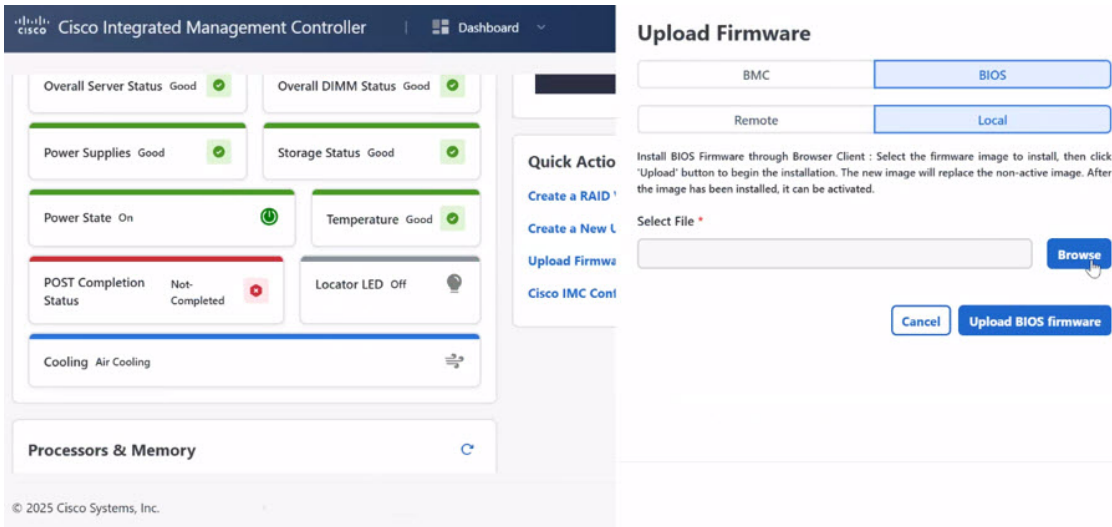 cisco Cisco Integrated Management Controller | Dashboard
Overall Server Status Good
Overall DIMM Status Good
Power Supplies Good
Storage Status Good
Power State On
Temperature Good
POST Completion Status
Not-Completed
Locator LED Off
Cooling Air Cooling
Processors & Memory
© 2025 Cisco Systems, Inc.
Quick Actio
Create a RAID
Create a New U
Upload Firmwa
Cisco IMC Conf
Upload Firmware
BMC
BIOS
Remote
Local
Install BIOS Firmware through Browser Client : Select the firmware image to install, then click
'Upload' button to begin the installation. The new image will replace the non-active image. After
the image has been installed, it can be activated.
Select File *
Browse
Cancel
Upload BIOS firmware